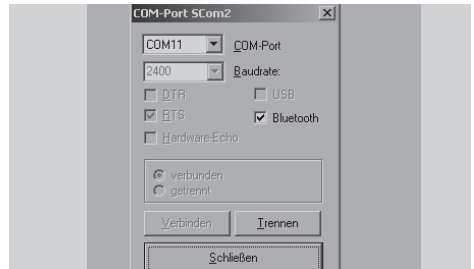 COM-Port SCom2
COM11 COM-Port
2400 Baudrate:
DTR USB
RTS Bluetooth
Hardware-Echo
verbunden
getrennt
Verbinden Trennen
Schließen